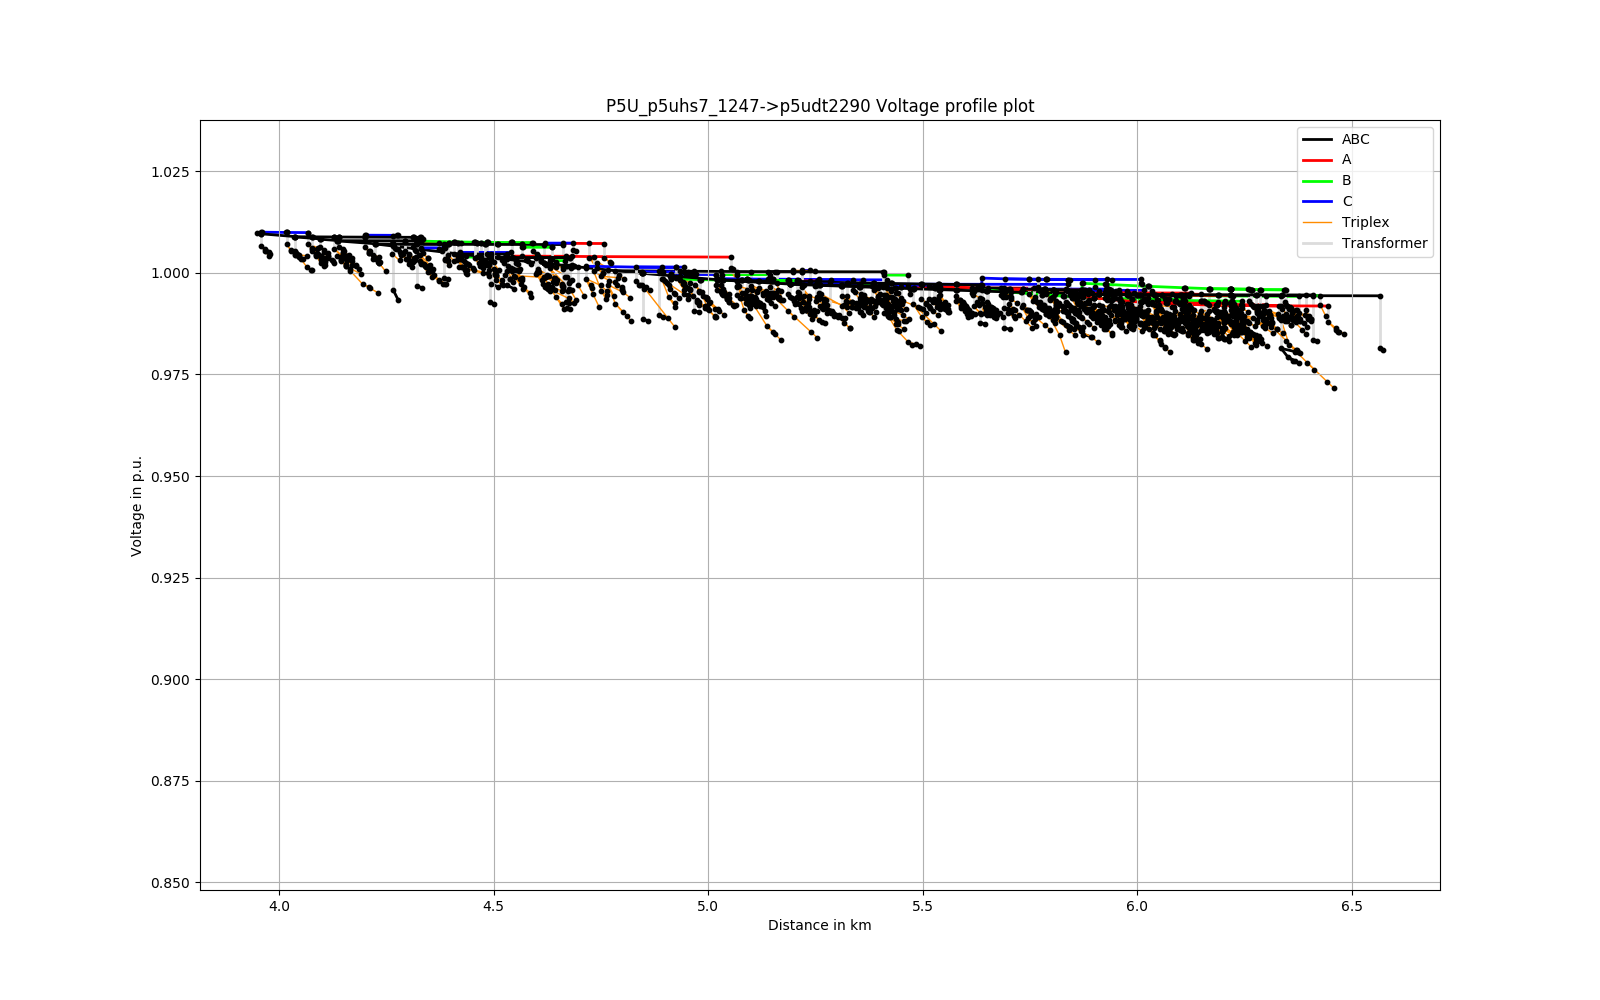 P5U_p5uhs7_1247->p5udt2290 Voltage profile plot
ABC
A
B
C
Triplex
Transformer
1.025
1.000
0.975
0.950
0.925
0.900
0.875
0.850
Voltage in p.u.
4.0 4.5 5.0 5.5 6.0 6.5
Distance in km